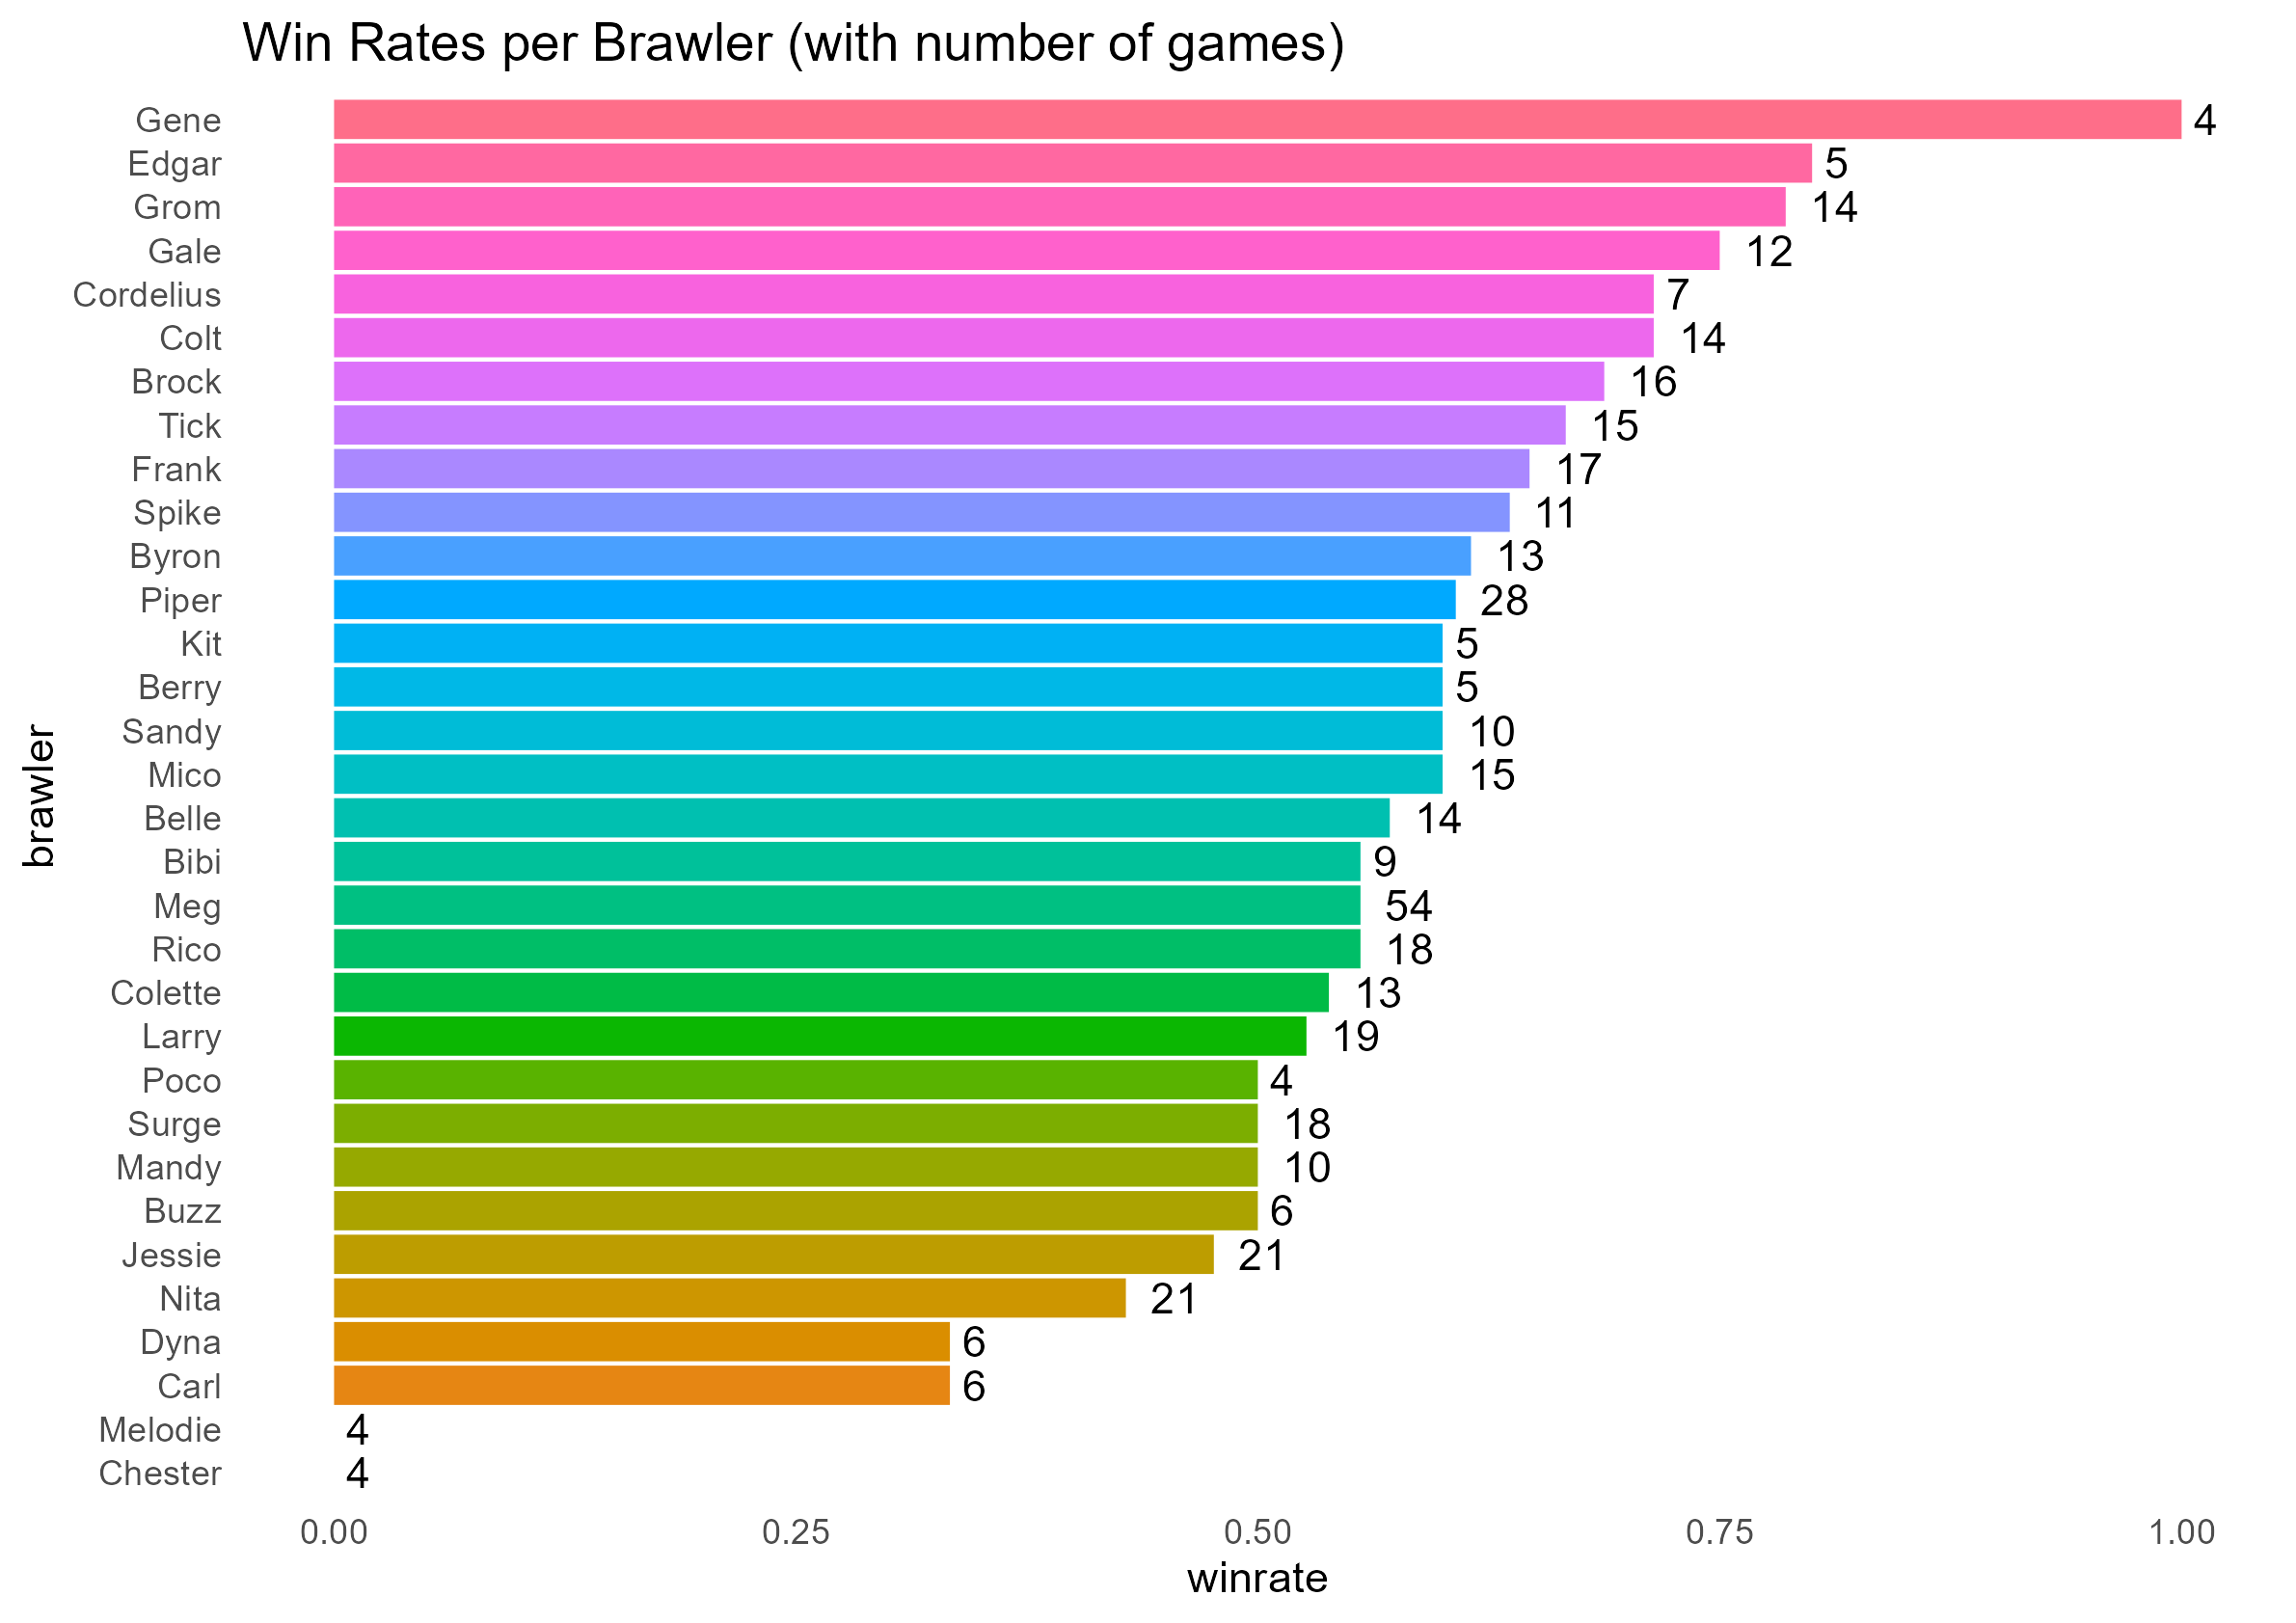 Win Rates per Brawler (with number of games)
Gene 4
Edgar 5
Grom 14
Gale 12
Cordelius 7
Colt 14
Brock 16
Tick 15
Frank 17
Spike 11
Byron 13
Piper 28
Kit 5
Berry 5
Sandy 10
Mico 15
Belle 14
Bibi 9
Meg 54
Rico 18
Colette 13
Larry 19
Poco 4
Surge 18
Mandy 10
Buzz 6
Jessie 21
Nita 21
Dyna 6
Carl 6
Melodie 4
Chester 4
brawler
0.00 0.25 0.50 0.75 1.00
winrate